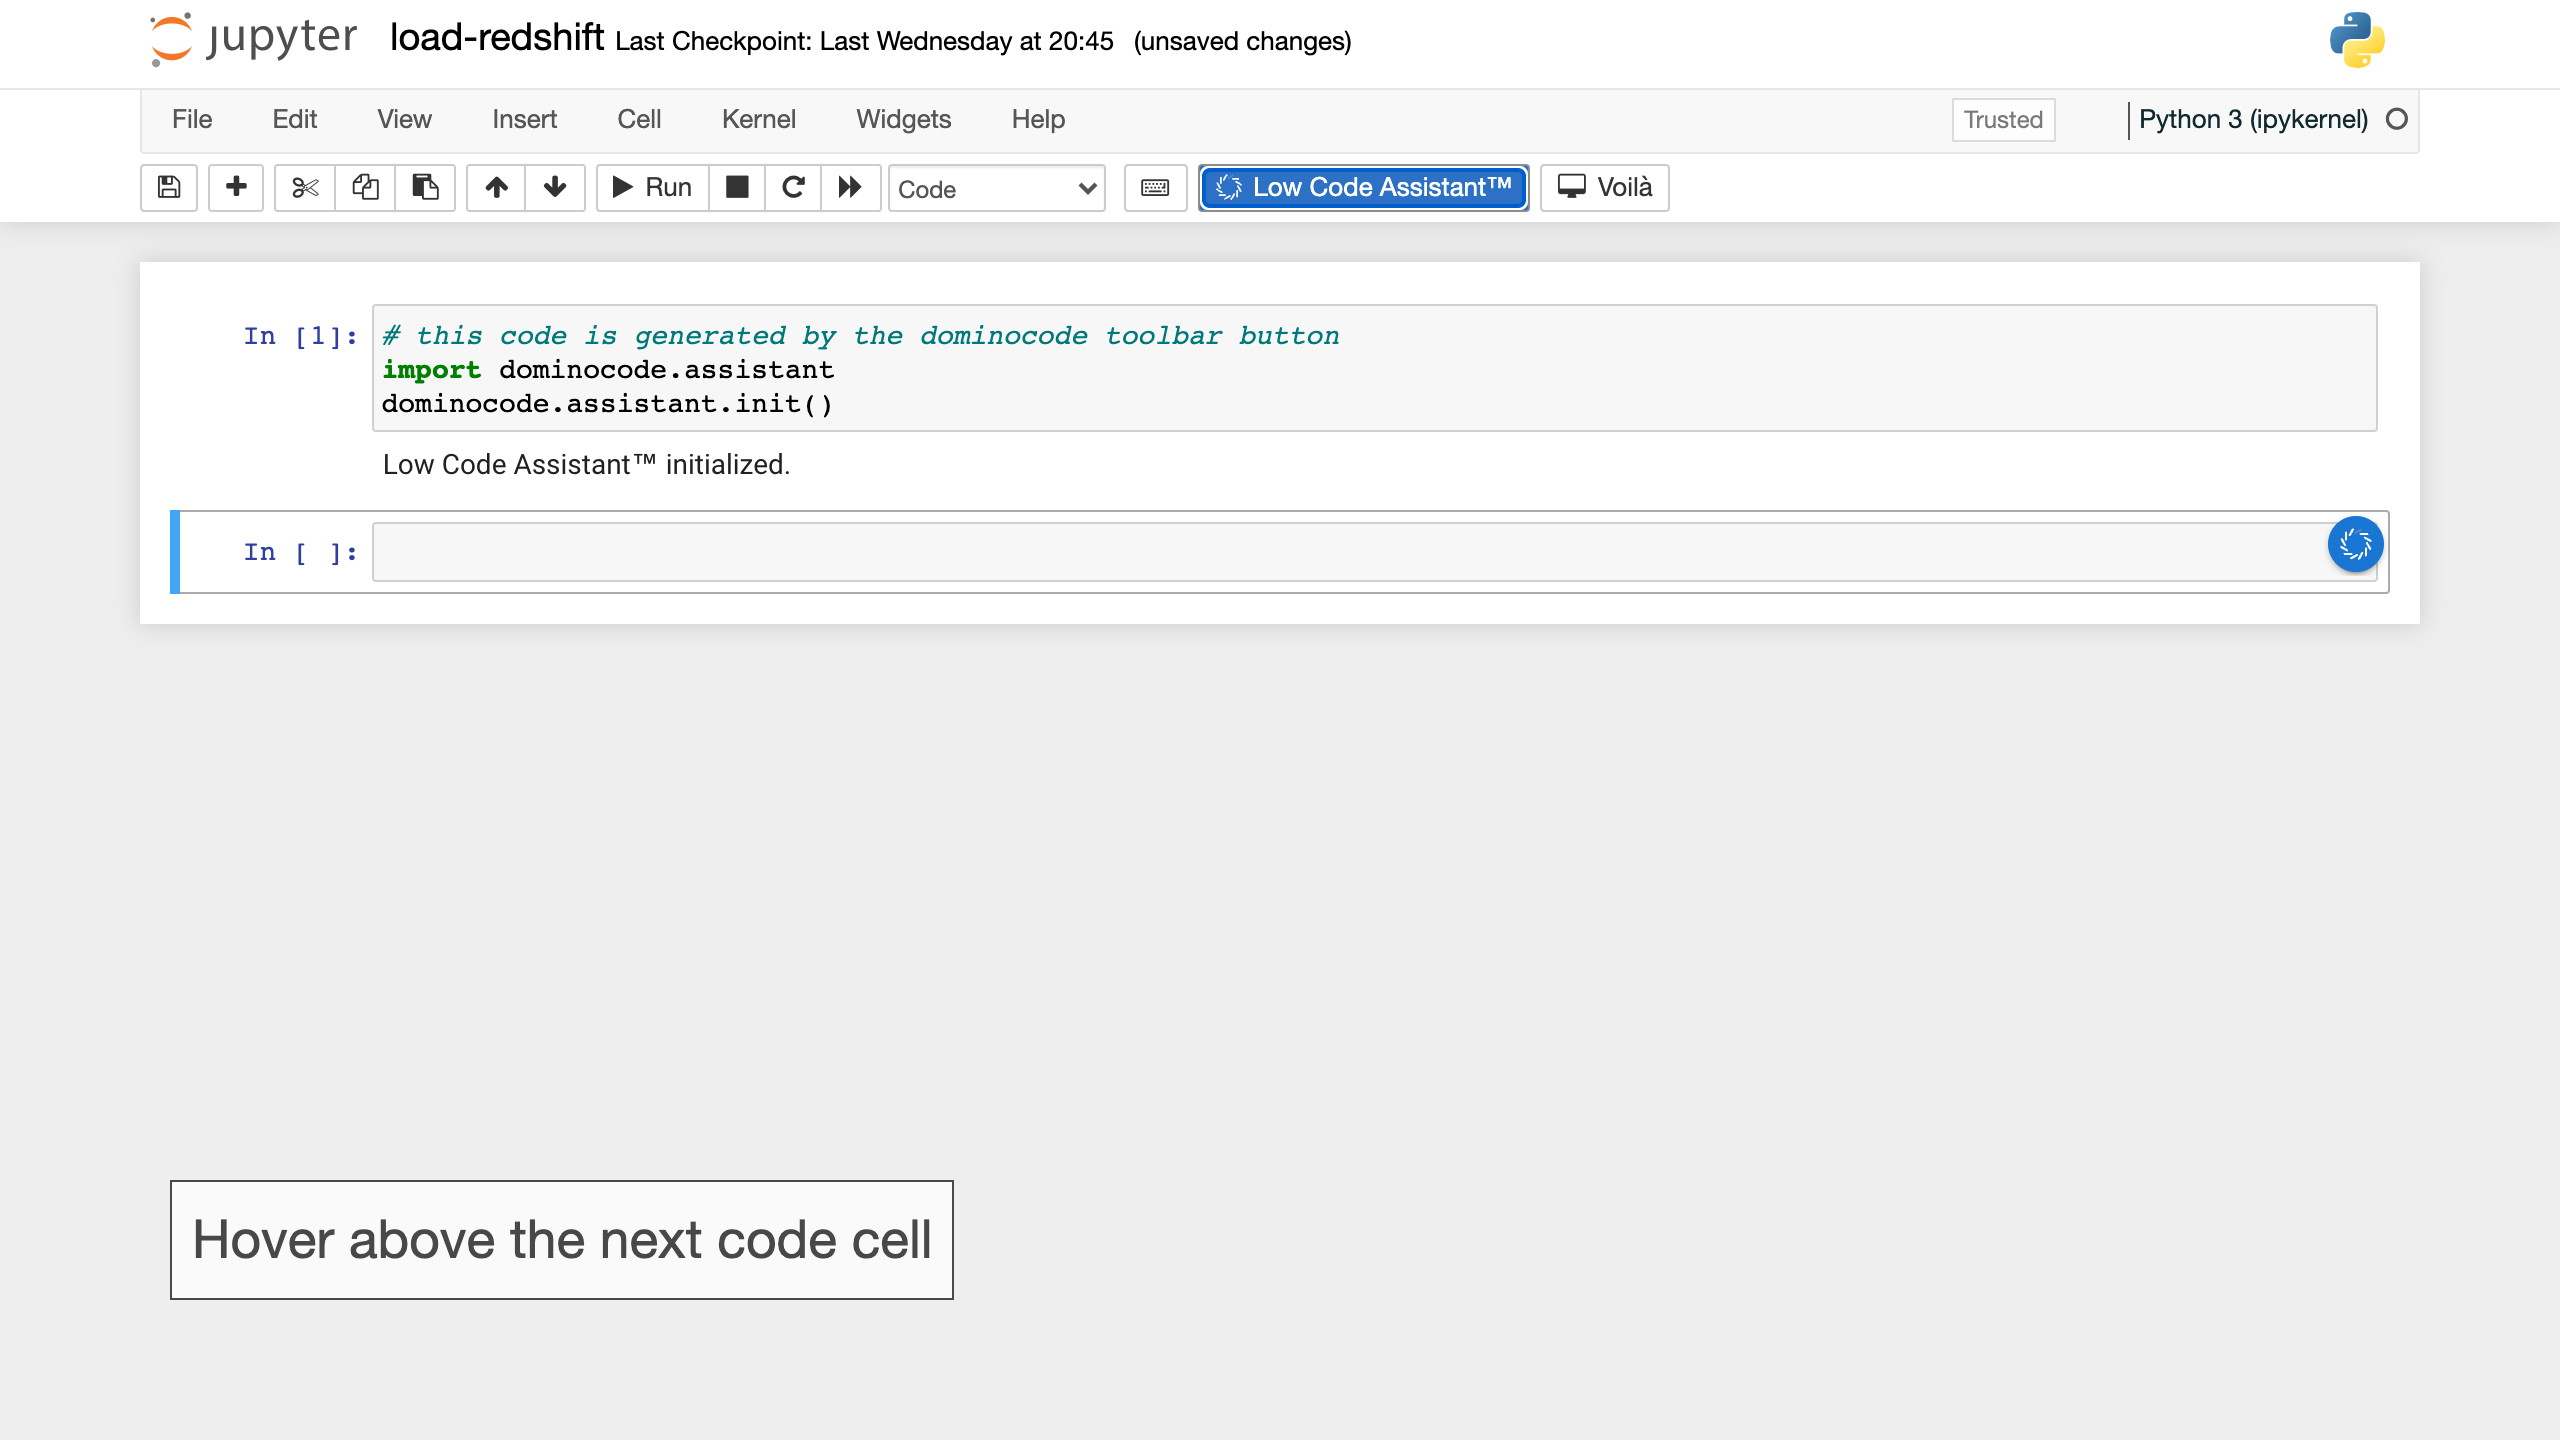 jupyter load-redshift Last Checkpoint: Last Wednesday at 20:45 (unsaved changes)
File Edit View Insert Cell Kernel Widgets Help Trusted Python 3 (ipykernel)
Run Code Low Code Assistant™ Voilà
In [1]: # this code is generated by the dominocode toolbar button
import dominocode.assistant
dominocode.assistant.init()
Low Code Assistant™ initialized.
In [ ]:
Hover above the next code cell